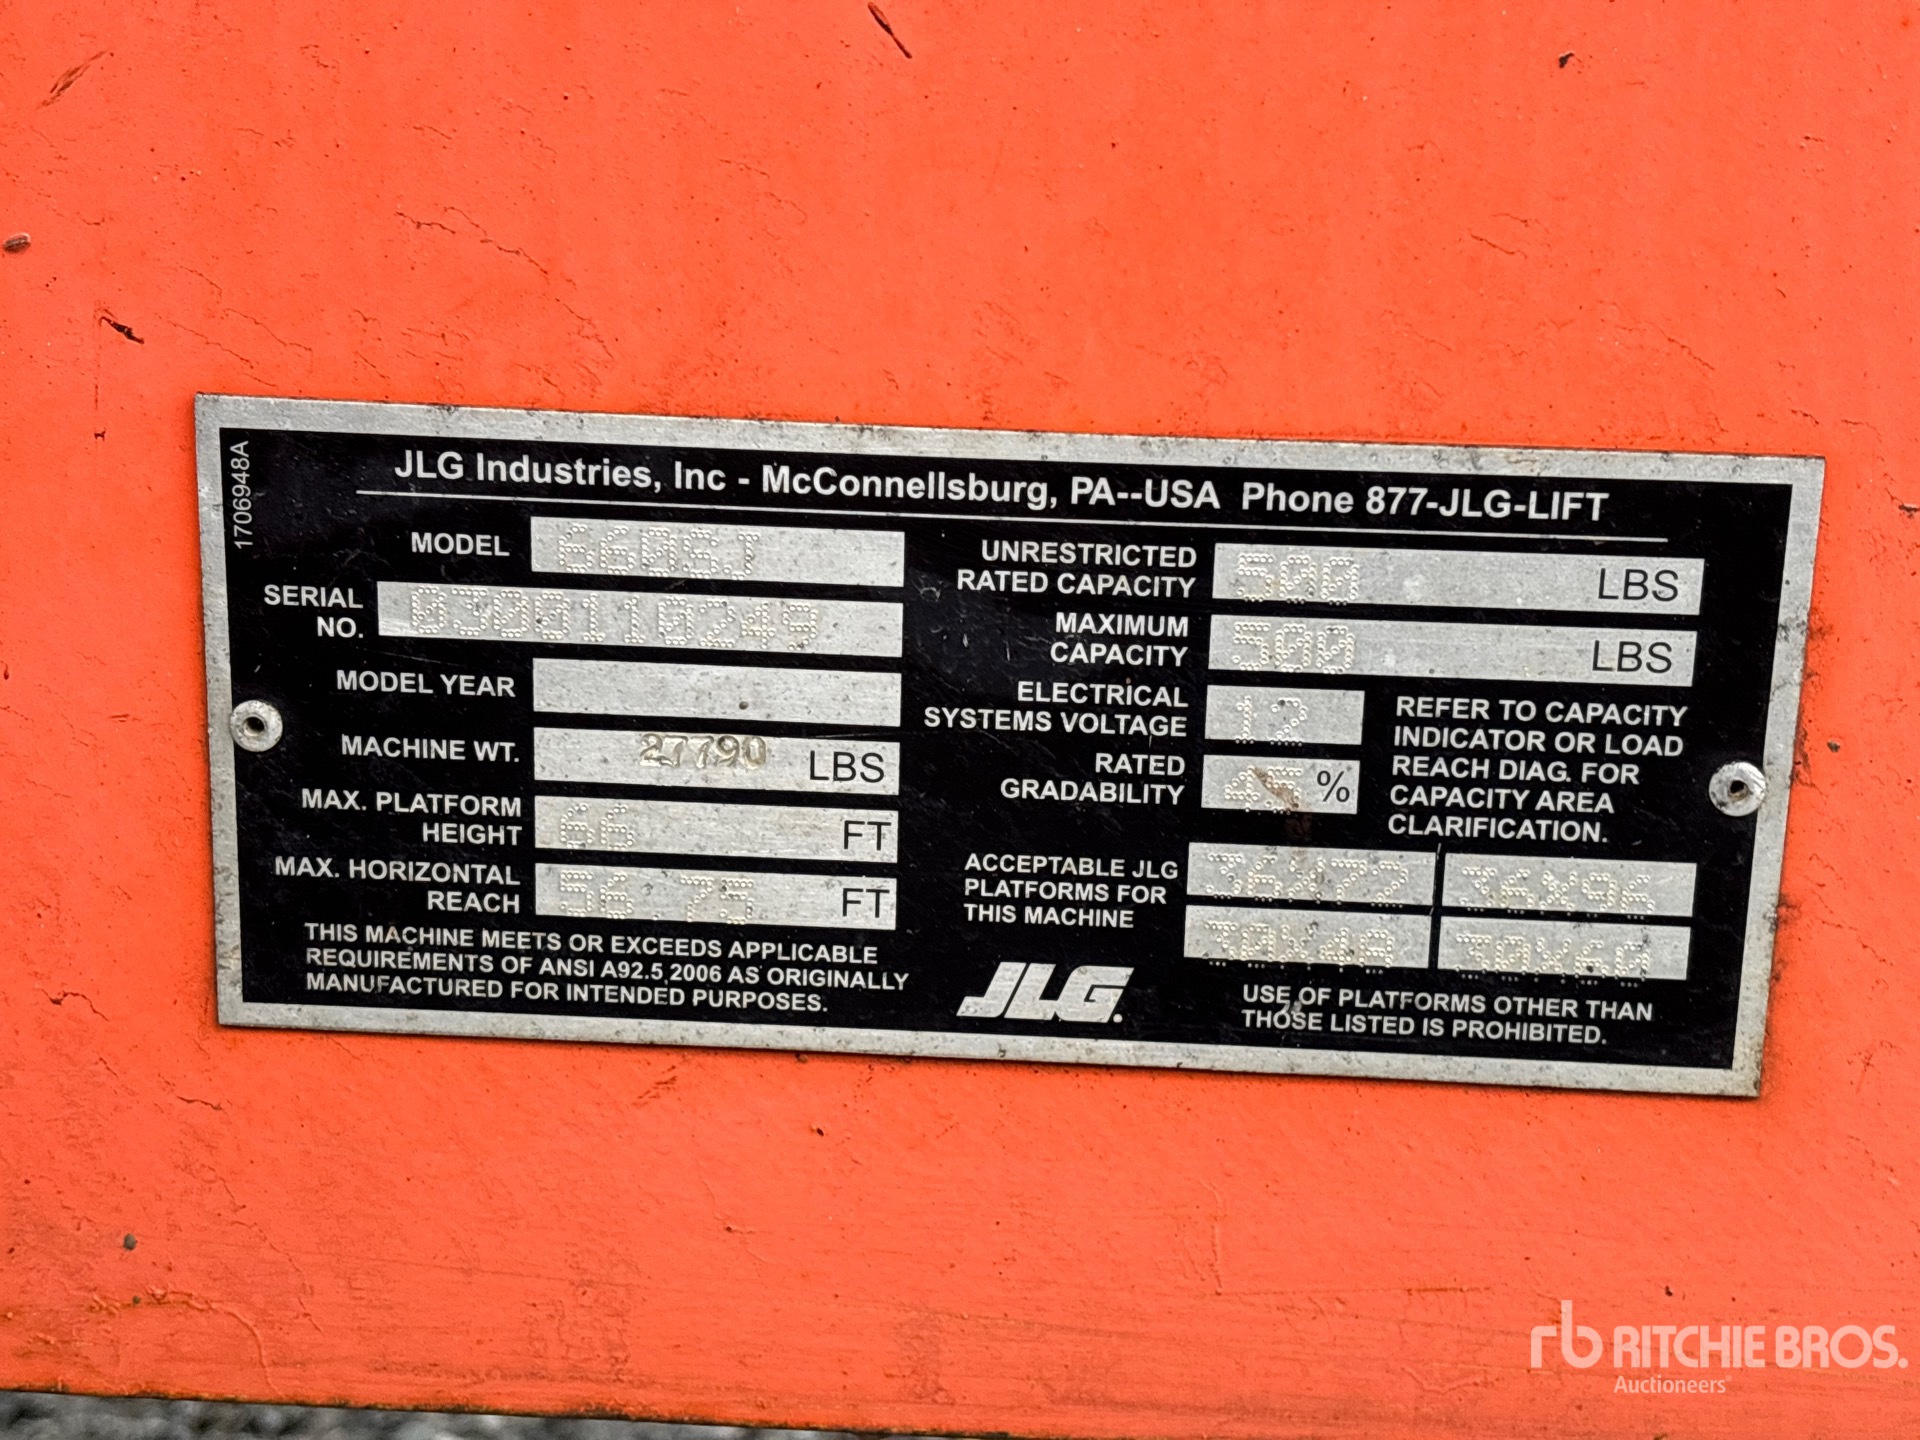 1706948A
JLG Industries, Inc - McConnellsburg, PA--USA Phone 877-JLG-LIFT
MODEL 660SJ
SERIAL NO. 0300110249
MODEL YEAR
MACHINE WT. 27790 LBS
MAX. PLATFORM HEIGHT 66 FT
MAX. HORIZONTAL REACH 56.75 FT
THIS MACHINE MEETS OR EXCEEDS APPLICABLE
REQUIREMENTS OF ANSI A92.5 2006 AS ORIGINALLY
MANUFACTURED FOR INTENDED PURPOSES.
UNRESTRICTED RATED CAPACITY 500 LBS
MAXIMUM CAPACITY 500 LBS
ELECTRICAL SYSTEMS VOLTAGE 12
RATED GRADABILITY 45 %
REFER TO CAPACITY
INDICATOR OR LOAD
REACH DIAG. FOR
CAPACITY AREA
CLARIFICATION.
ACCEPTABLE JLG
PLATFORMS FOR
THIS MACHINE
36X72 36X96
30X48 30X60
JLG.
USE OF PLATFORMS OTHER THAN
THOSE LISTED IS PROHIBITED.
rb RITCHIE BROS.
Auctioneers